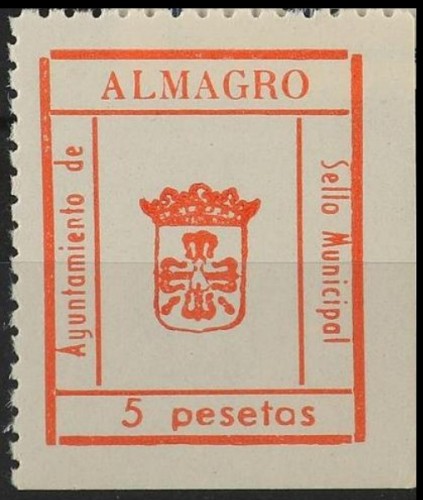 ALMAGRO
Ayuntamiento de
Sello Municipal
5 pesetas